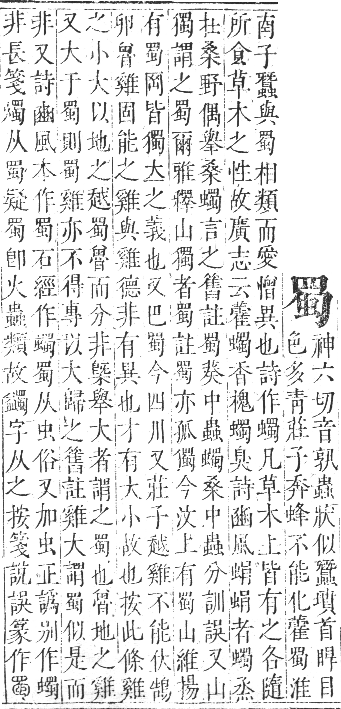 蜀神六切音孰蟲狀似蠶墳首睅目
色多青莊子奔蜂不能化藿蜀淮
南子蠶與蜀相類而愛憎異也詩作蠋凡草木上皆有之各隨
所食草木之性故廣志云藿蠋香槐蠋臭詩豳風蜎蜎者蠋烝
在桑野偶舉桑蠋言之舊註蜀葵中蟲蠋桑中蟲分訓誤又山
獨謂之蜀爾雅釋山獨者蜀註蜀亦孤獨今汶上有蜀山維揚
有蜀岡皆獨大之義也又巴蜀今四川又莊子越雞不能伏鵠
卵魯雞固能之雞與雞德非有異也才有大小故也按此條雞
之小大以地之越蜀魯而分非槩舉大者謂之蜀也魯地之雞
又大于蜀則蜀雞亦不得專以大歸之舊註雞大謂蜀似是而
非又詩豳風本作蜀石經作蠋蜀从虫俗又加虫正譌别作蠋
非長箋燭从蜀疑蜀卽火蟲類故蠲字从之按箋說誤篆作蜀